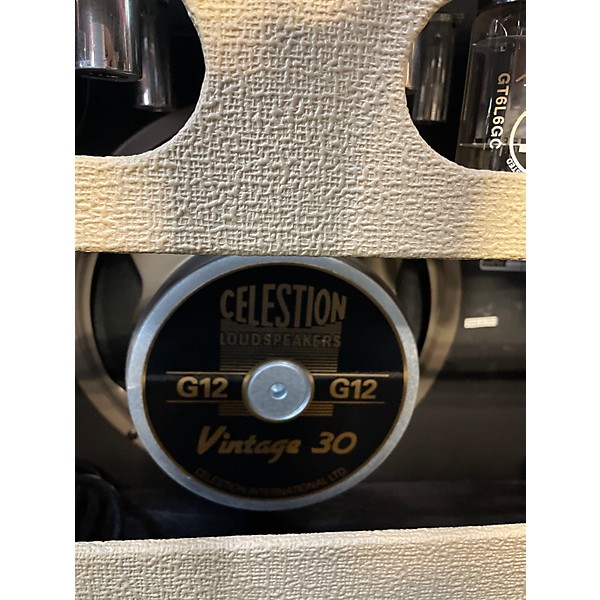 GT6L6GC
CELESTION
LOUDSPEAKERS
G12 G12
Vintage 30
CELESTION INTERNATIONAL LTD.